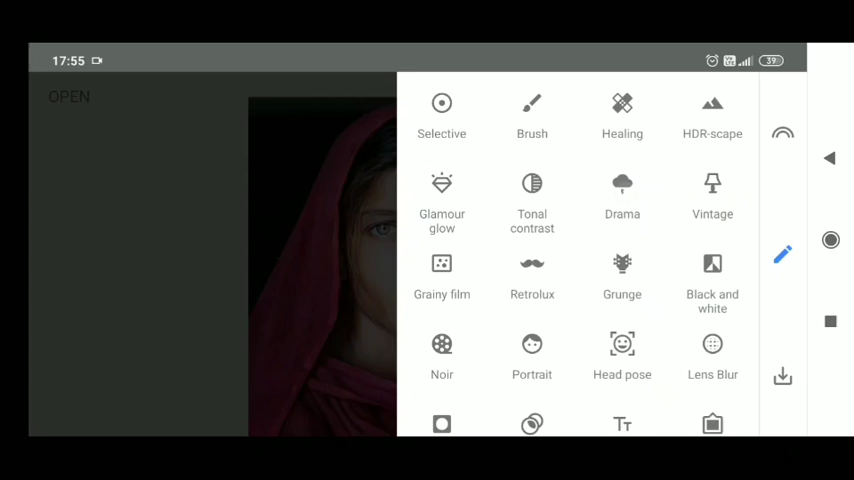 17:55
39
OPEN
Selective
Brush
Healing
HDR-scape
Glamour
glow
Tonal
contrast
Drama
Vintage
Grainy film
Retrolux
Grunge
Black and
white
Noir
Portrait
Head pose
Lens Blur